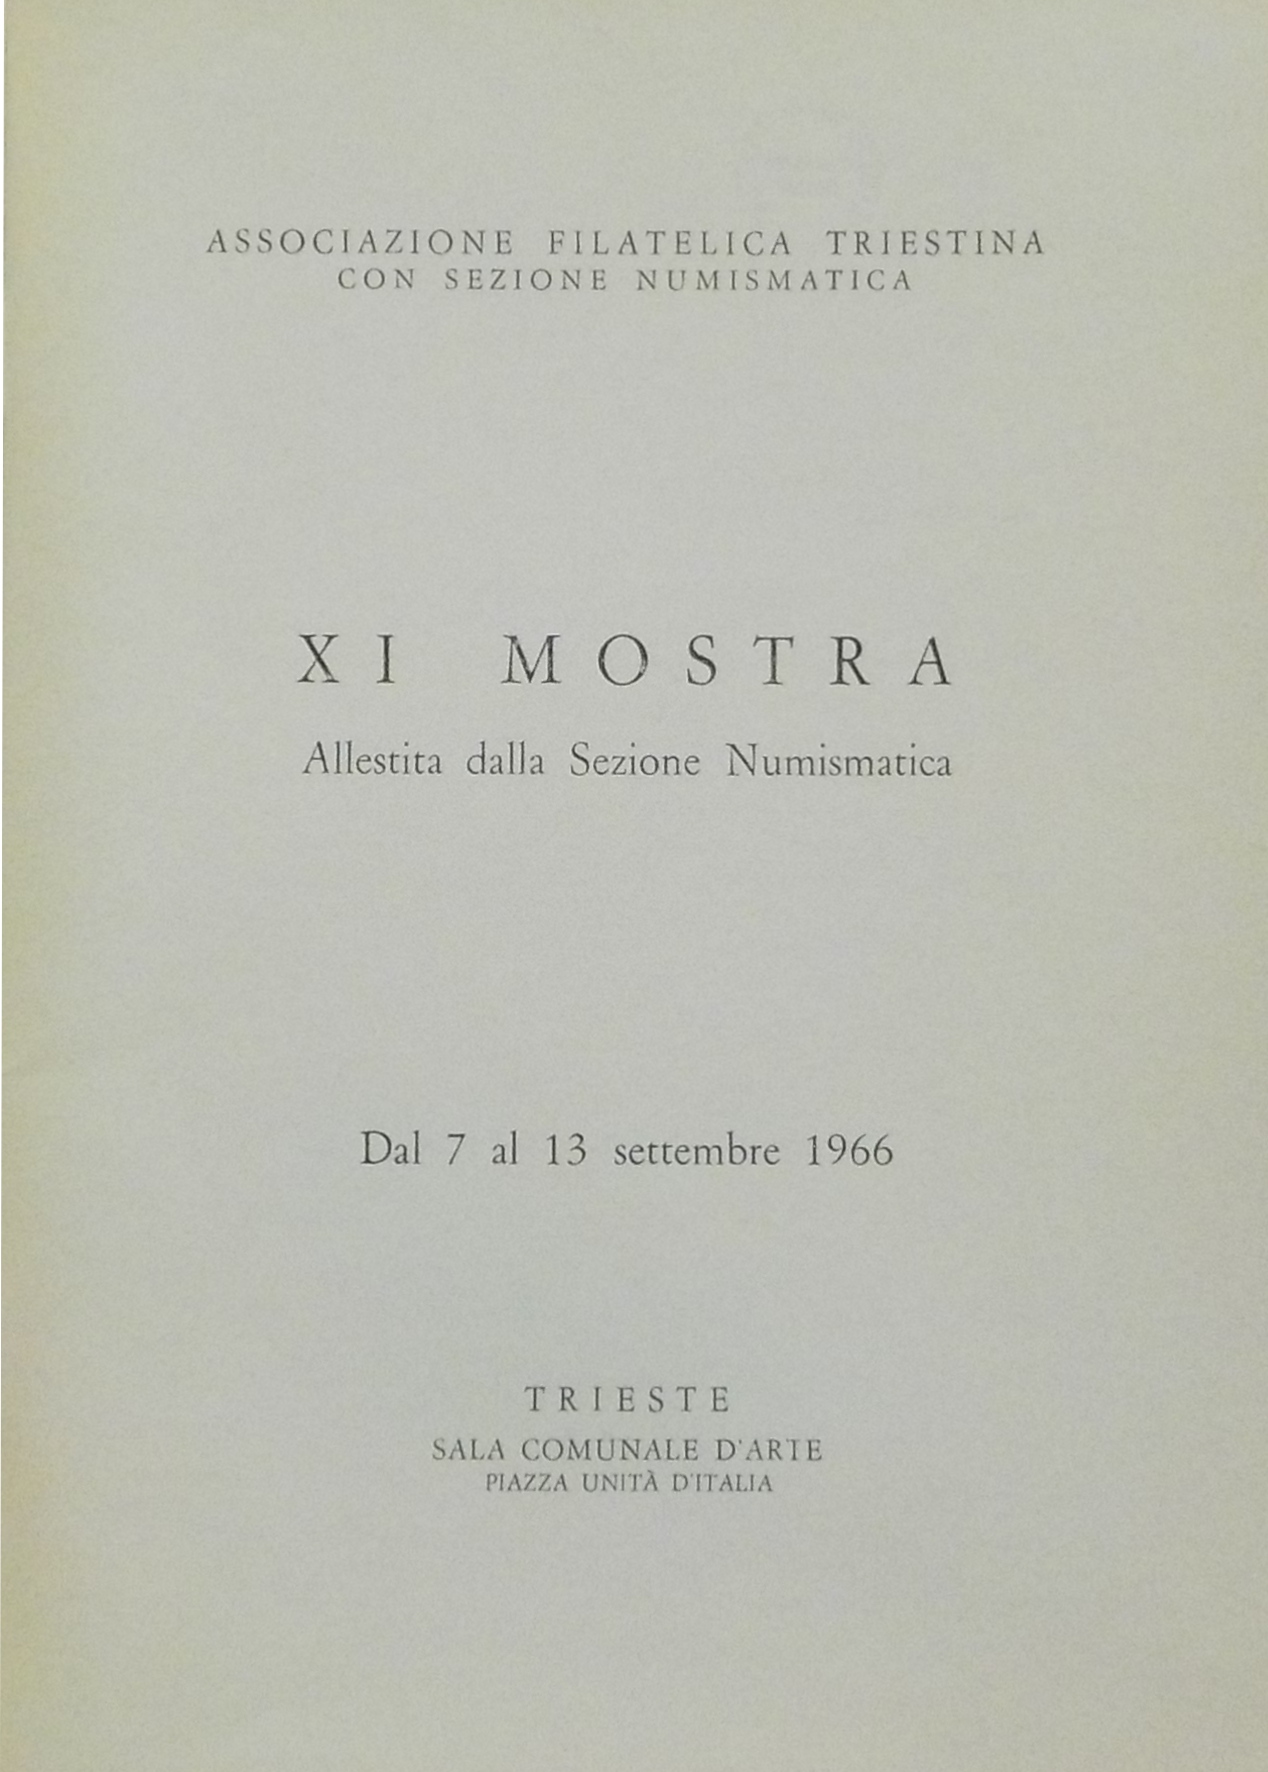 ASSOCIAZIONE FILATELICA TRIESTINA
CON SEZIONE NUMISMATICA
XI MOSTRA
Allestita dalla Sezione Numismatica
Dal 7 al 13 settembre 1966
TRIESTE
SALA COMUNALE D'ARTE
PIAZZA UNITÀ D'ITALIA